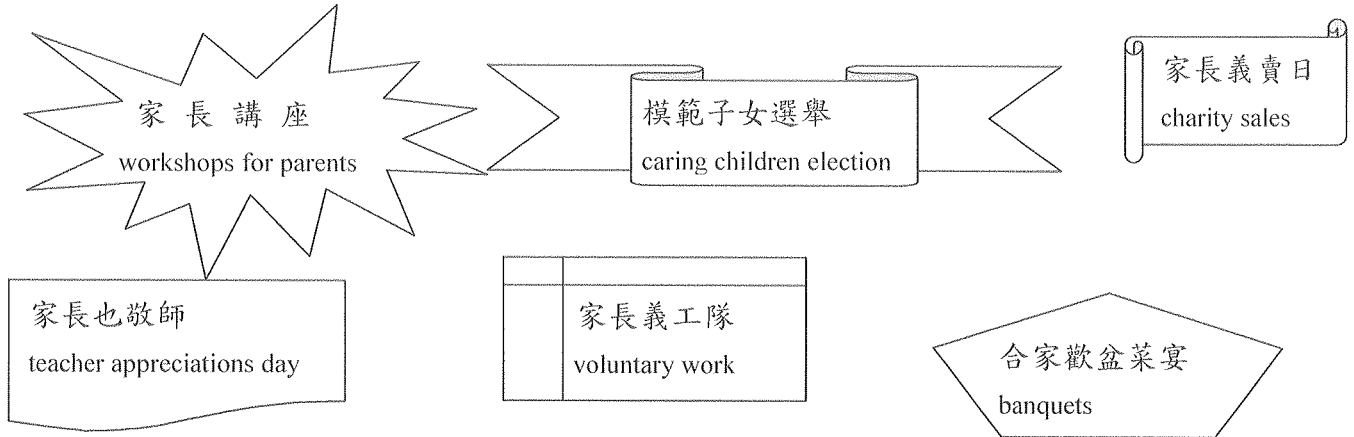 家長講座
workshops for parents
模範子女選舉
caring children election
家長義賣日
charity sales
家長也敬師
teacher appreciations day
家長義工隊
voluntary work
合家歡盆菜宴
banquets